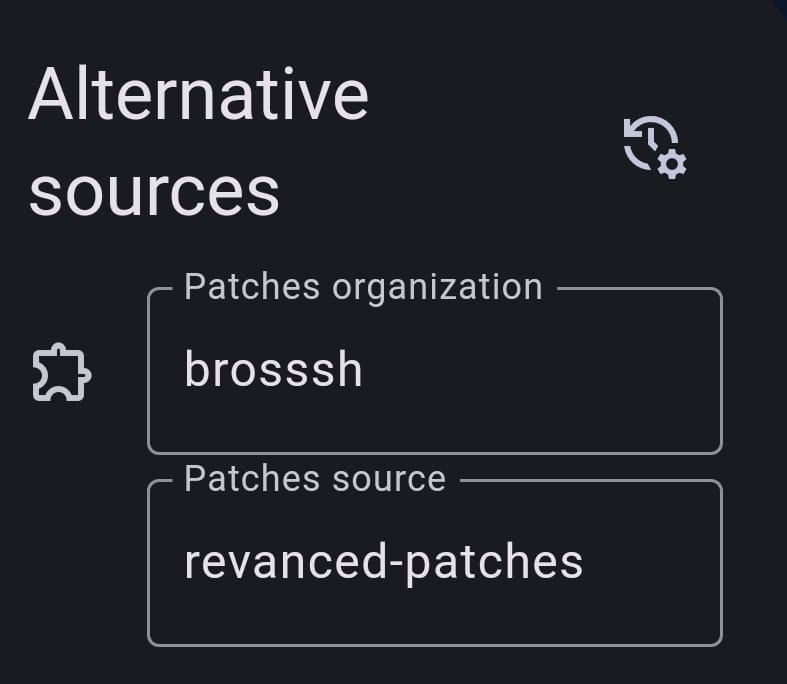 Alternative
sources
Patches organization
brosssh
Patches source
revanced-patches